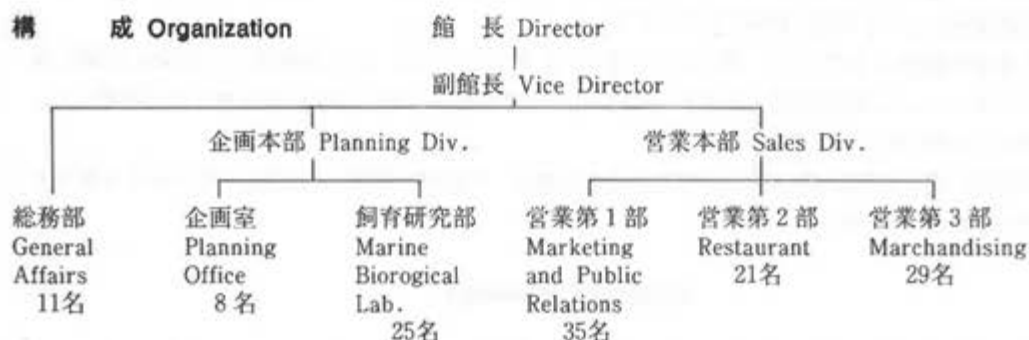 構 成 Organization
館 長 Director
副館長 Vice Director
企画本部 Planning Div.
営業本部 Sales Div.
総務部
General
Affairs
11名
企画室
Planning
Office
8名
飼育研究部
Marine
Biorogical
Lab.
25名
営業第1部
Marketing
and Public
Relations
35名
営業第2部
Restaurant
21名
営業第3部
Marchandising
29名